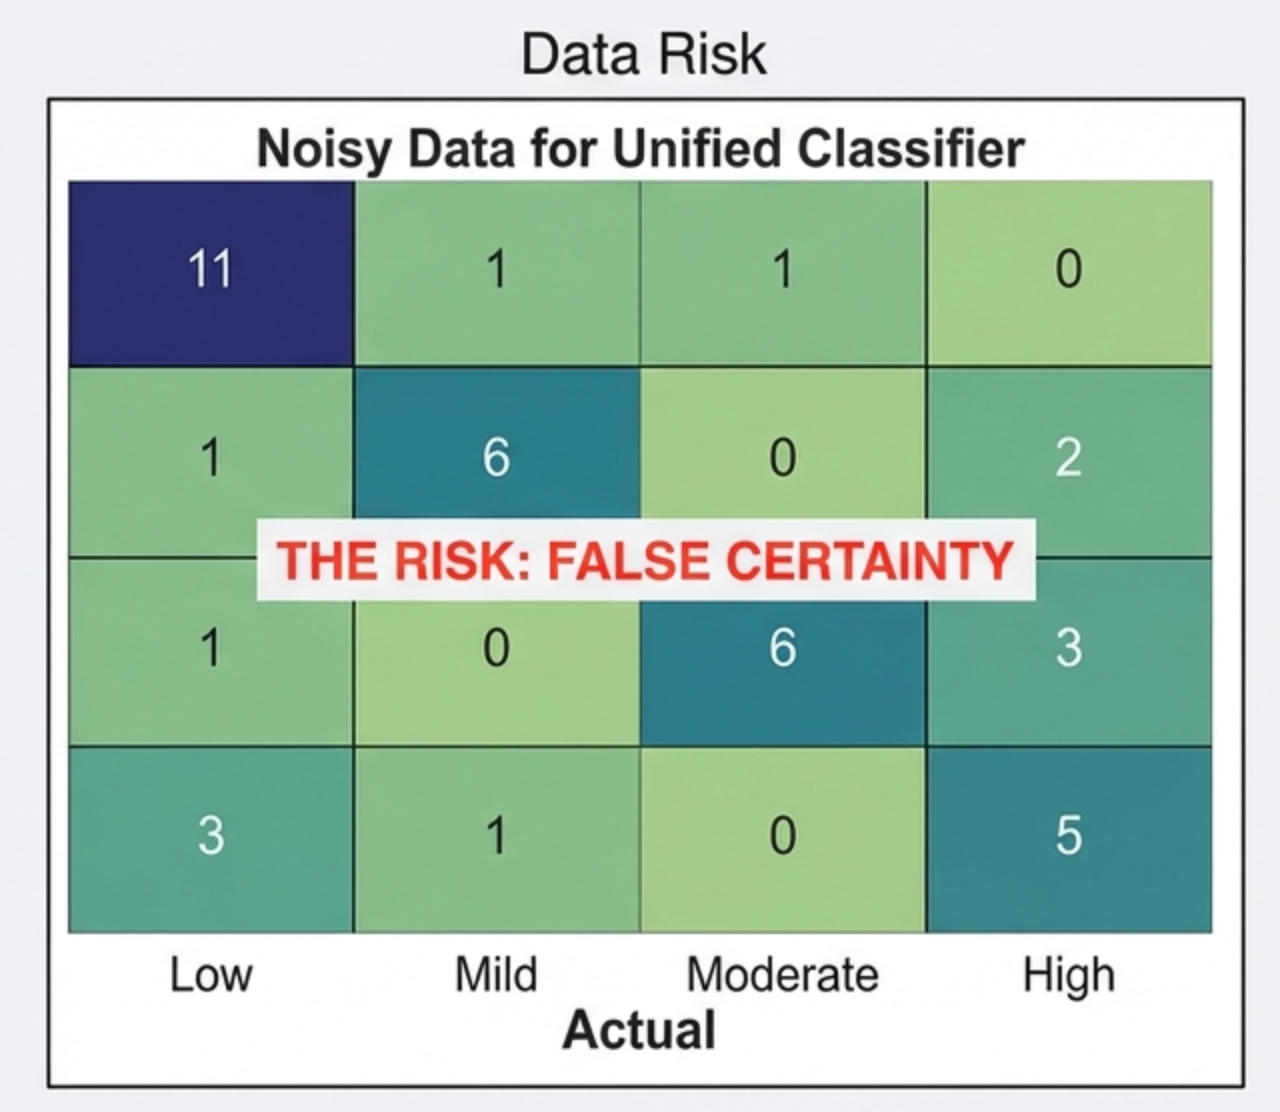 Data Risk
Noisy Data for Unified Classifier
11 1 1 0
1 6 0 2
THE RISK: FALSE CERTAINTY
1 0 6 3
3 1 0 5
Low Mild Moderate High
Actual